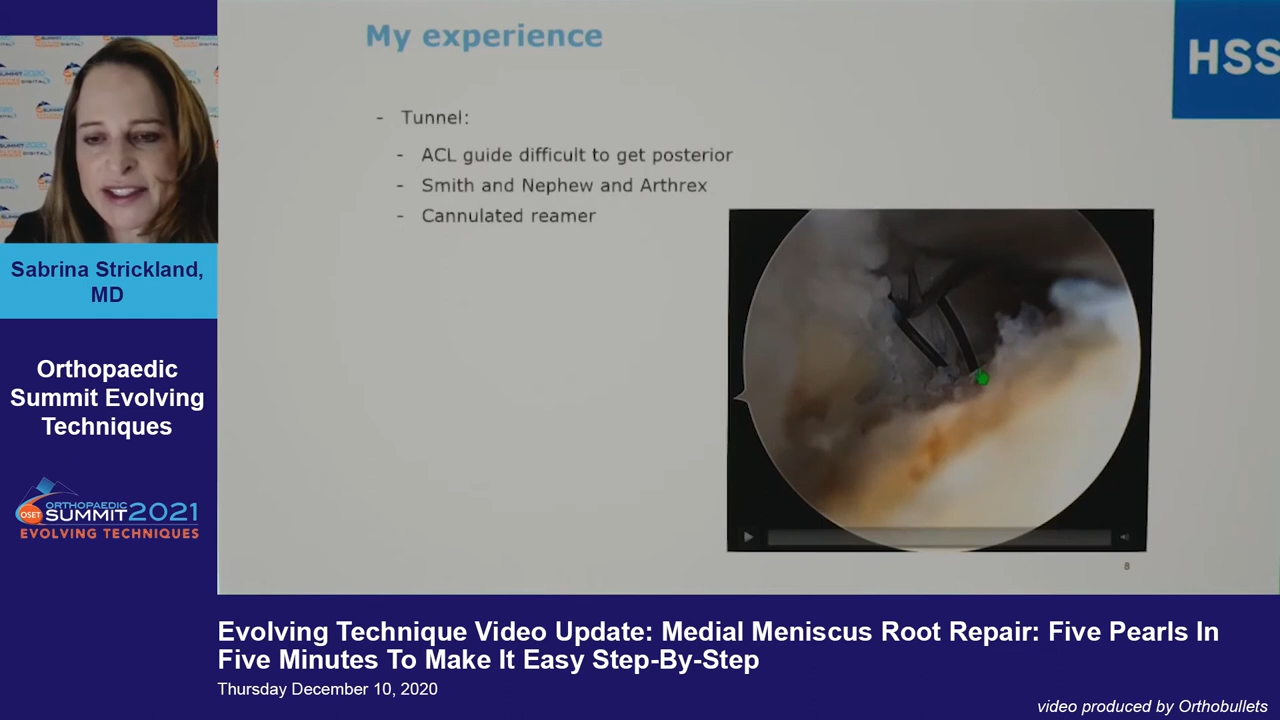 My experience
HSS
- Tunnel:
- ACL guide difficult to get posterior
- Smith and Nephew and Arthrex
- Cannulated reamer
8
Sabrina Strickland,
MD
Orthopaedic
Summit Evolving
Techniques
OSET
ORTHOPAEDIC
SUMMIT 2021
EVOLVING TECHNIQUES
Evolving Technique Video Update: Medial Meniscus Root Repair: Five Pearls In
Five Minutes To Make It Easy Step-By-Step
Thursday December 10, 2020
video produced by Orthobullets